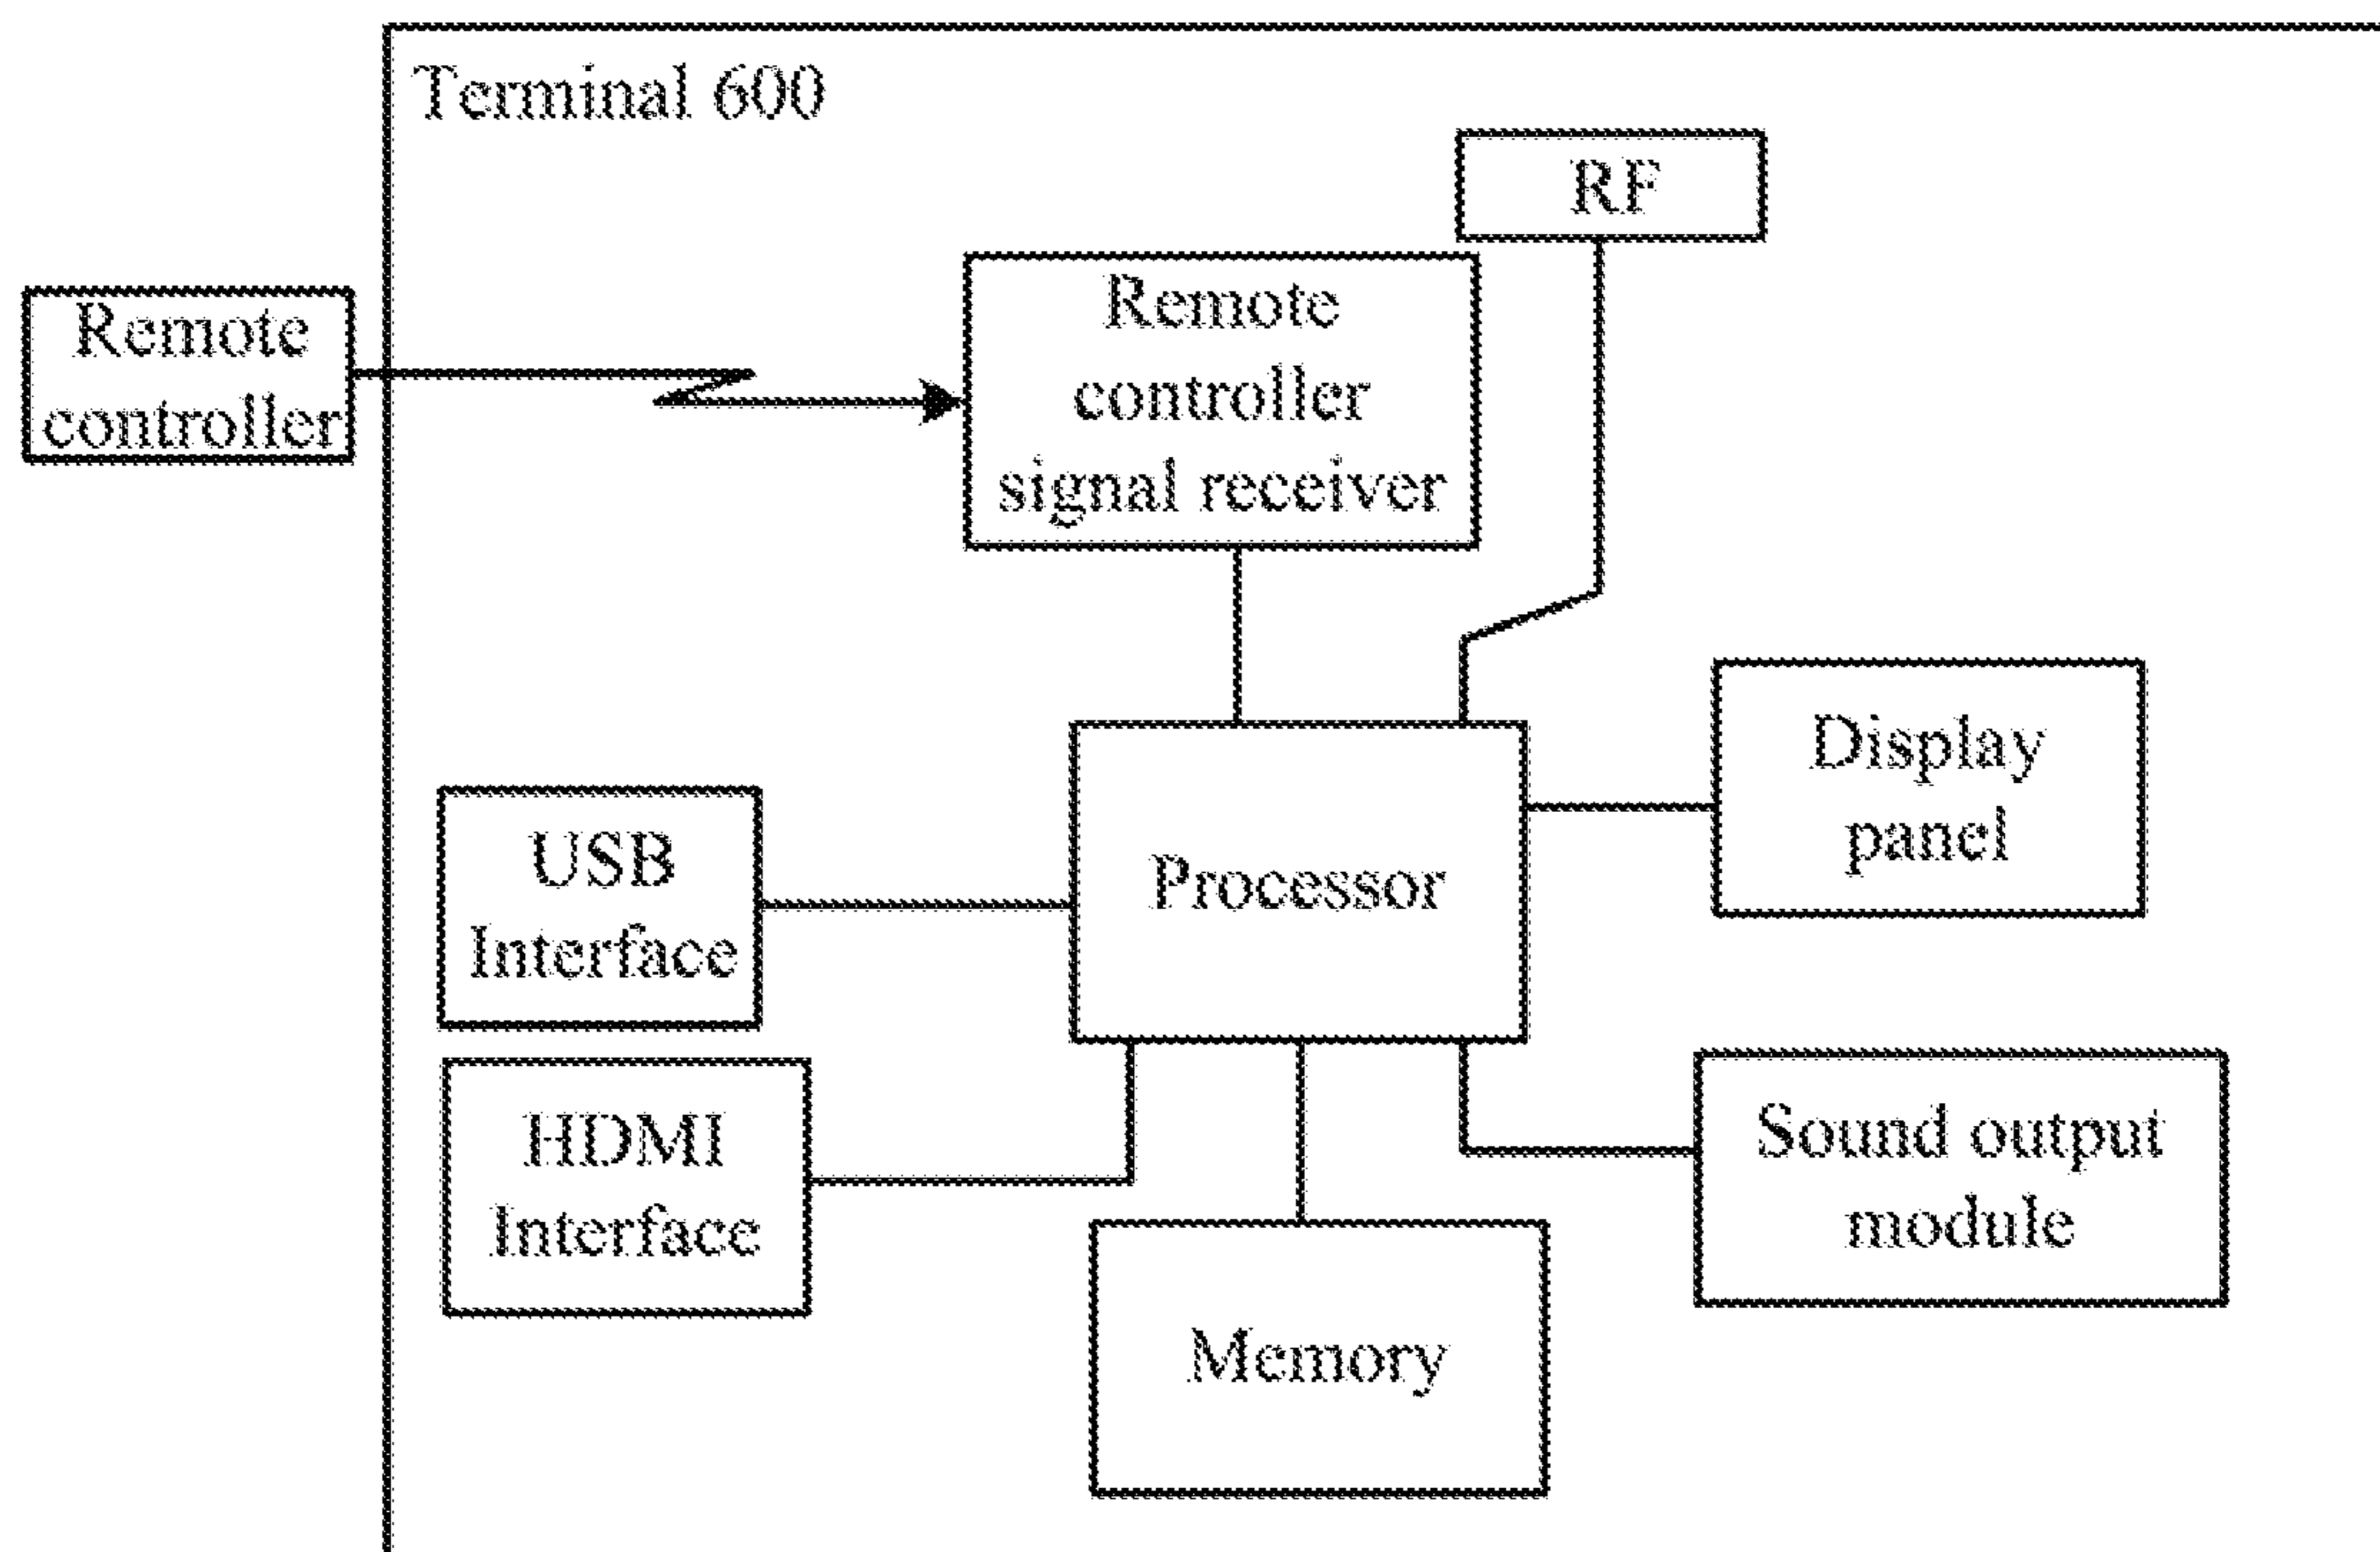 Terminal 600
RF
Remote
controller
Remote
controller
signal receiver
Display
panel
USB
Interface
Processor
HDMI
Interface
Sound output
module
Memory